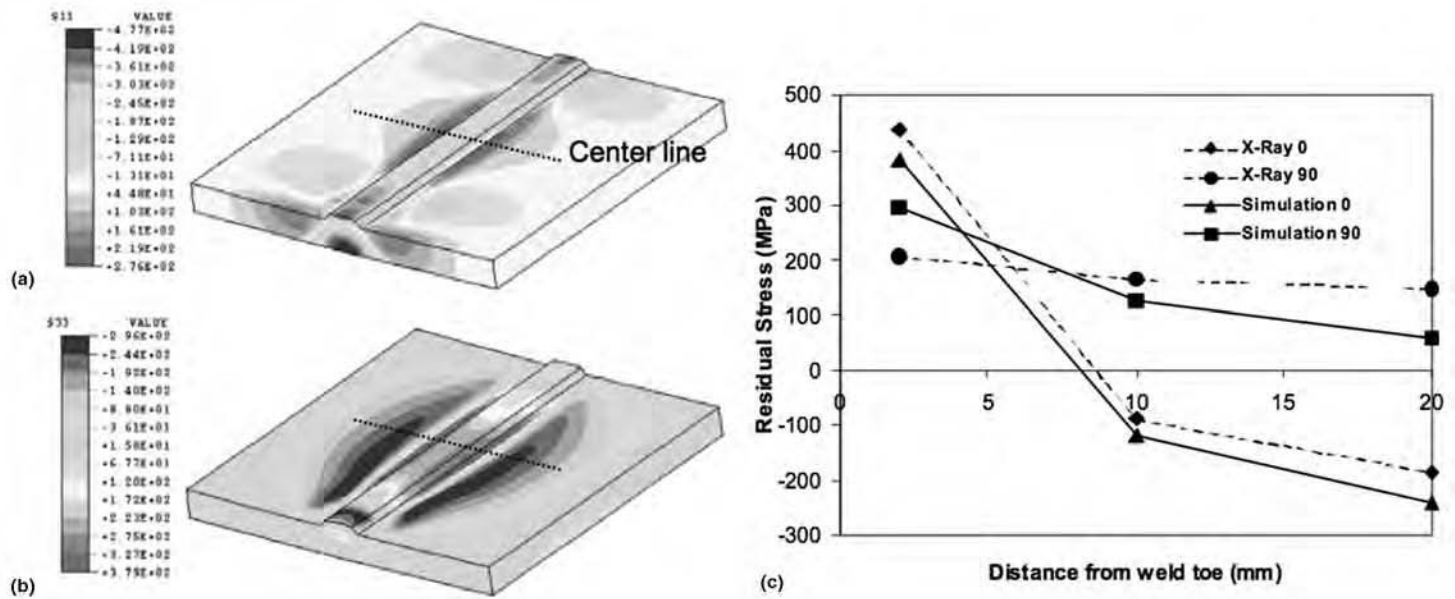 S11 VALUE
-4.77E+02
-4.19E+02
-3.61E+02
-3.03E+02
-2.45E+02
-1.87E+02
-1.29E+02
-7.11E+01
-1.31E+01
+4.48E+01
+1.03E+02
+1.61E+02
+2.19E+02
+2.76E+02
Center line
(a)
S33 VALUE
-2.96E+02
-2.44E+02
-1.92E+02
-1.40E+02
-8.80E+01
-3.61E+01
+1.58E+01
+6.77E+01
+1.20E+02
+1.72E+02
+2.23E+02
+2.75E+02
+3.27E+02
+3.79E+02
(b)
Residual Stress (MPa)
500
400
300
200
100
0
-100
-200
-300
0 5 10 15 20
X-Ray 0
X-Ray 90
Simulation 0
Simulation 90
Distance from weld toe (mm)
(c)